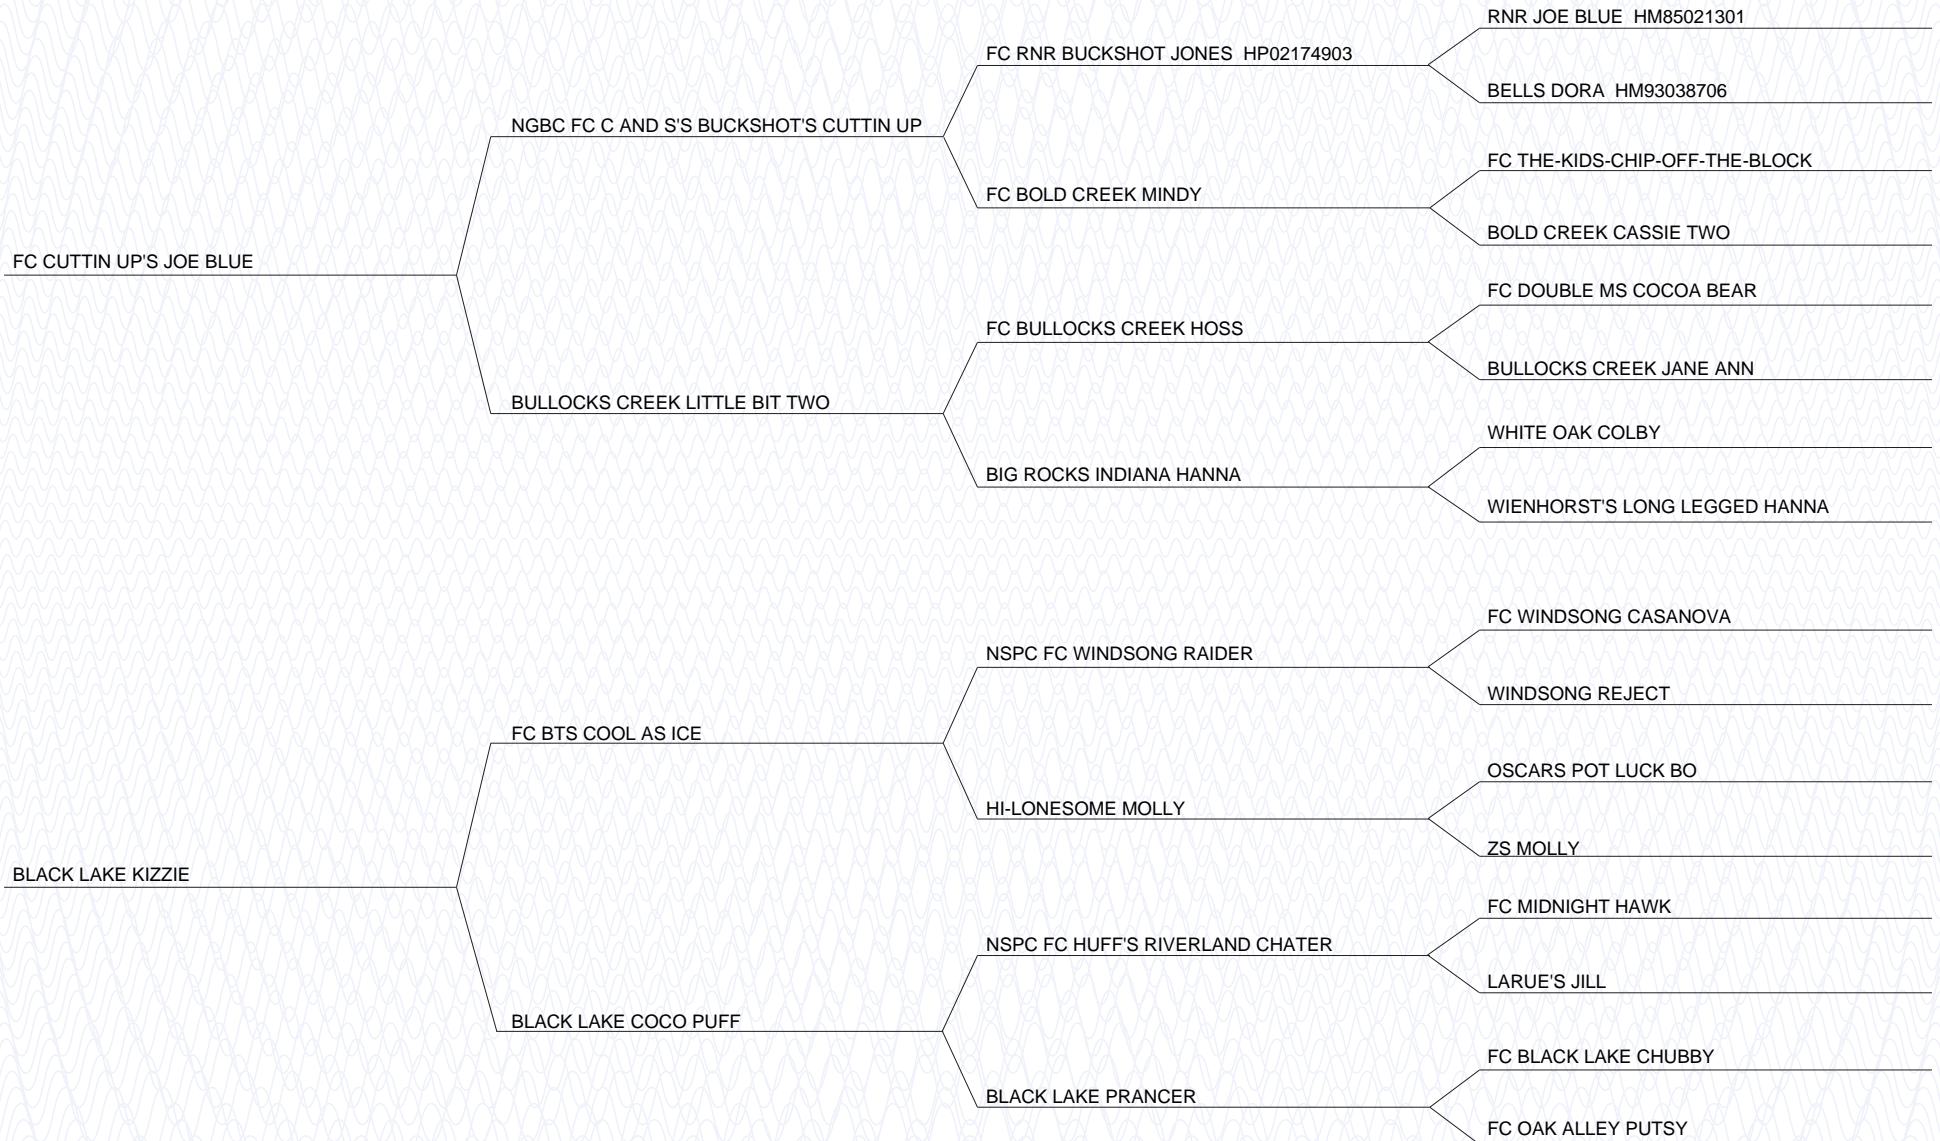 RNR JOE BLUE  HM85021301
FC RNR BUCKSHOT JONES  HP02174903
BELLS DORA  HM93038706
NGBC FC C AND S'S BUCKSHOT'S CUTTIN UP
FC THE-KIDS-CHIP-OFF-THE-BLOCK
FC BOLD CREEK MINDY
BOLD CREEK CASSIE TWO
FC CUTTIN UP'S JOE BLUE
FC DOUBLE MS COCOA BEAR
FC BULLOCKS CREEK HOSS
BULLOCKS CREEK JANE ANN
BULLOCKS CREEK LITTLE BIT TWO
WHITE OAK COLBY
BIG ROCKS INDIANA HANNA
WIENHORST'S LONG LEGGED HANNA
FC WINDSONG CASANOVA
NSPC FC WINDSONG RAIDER
WINDSONG REJECT
FC BTS COOL AS ICE
OSCARS POT LUCK BO
HI-LONESOME MOLLY
ZS MOLLY
BLACK LAKE KIZZIE
FC MIDNIGHT HAWK
NSPC FC HUFF'S RIVERLAND CHATER
LARUE'S JILL
BLACK LAKE COCO PUFF
FC BLACK LAKE CHUBBY
BLACK LAKE PRANCER
FC OAK ALLEY PUTSY